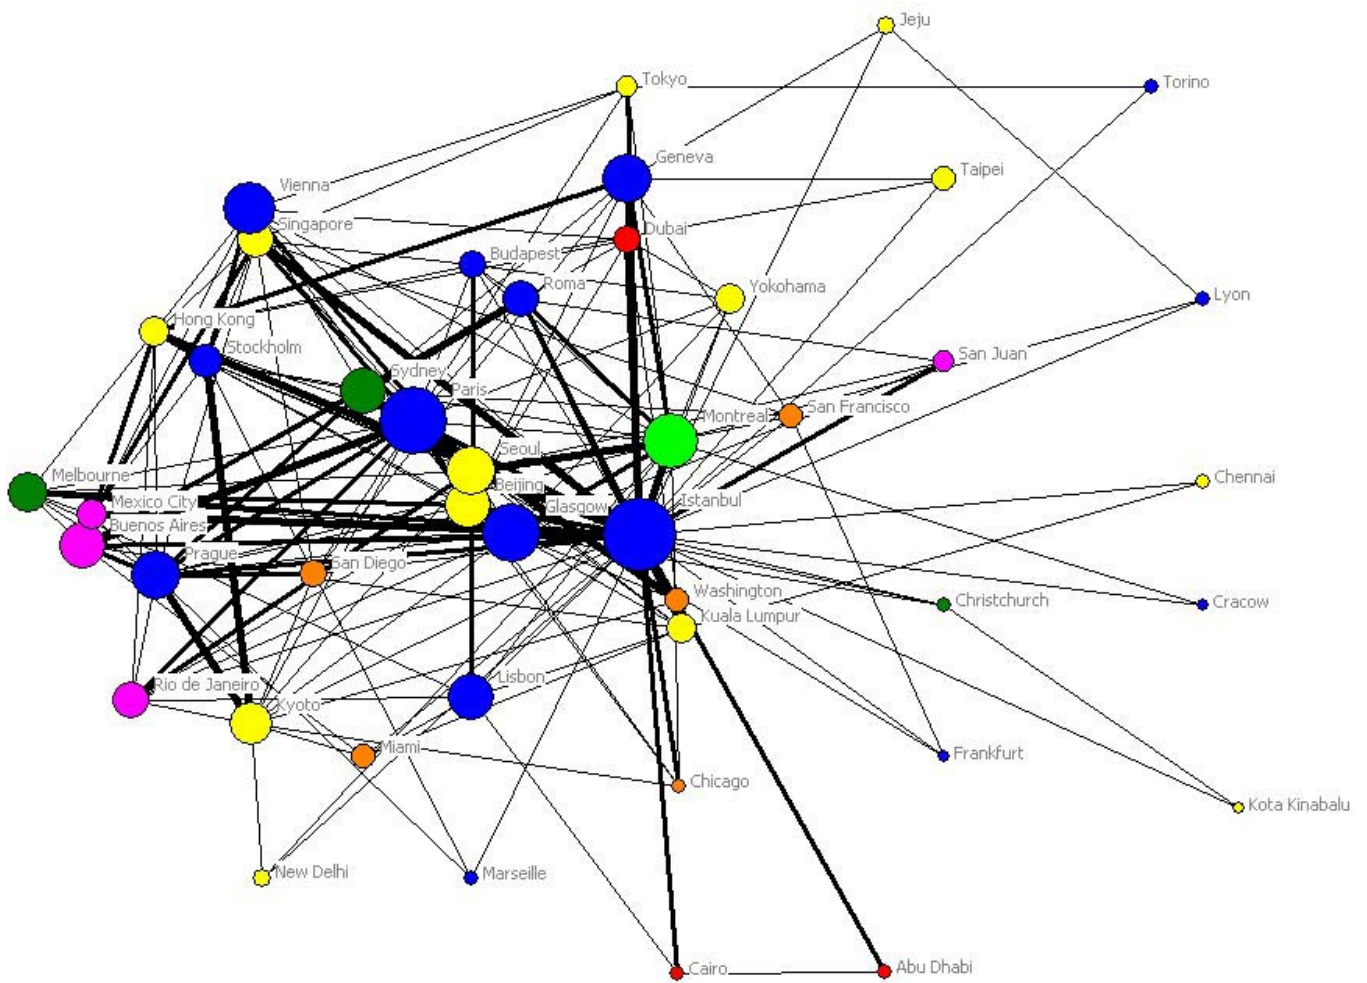 Jeju
Tokyo
Torino
Geneva
Taipei
Vienna
Singapore
Dubai
Budapest
Roma
Yokohama
Lyon
Hong Kong
Stockholm
San Juan
Sydney
Paris
San Francisco
Montreal
Seoul
Melbourne
Chennai
Beijing
Mexico City
Istanbul
Glasgow
Buenos Aires
Prague
San Diego
Washington
Christchurch
Cracow
Kuala Lumpur
Lisbon
Rio de Janeiro
Kyoto
Miami
Frankfurt
Chicago
Kota Kinabalu
New Delhi
Marseille
Cairo
Abu Dhabi